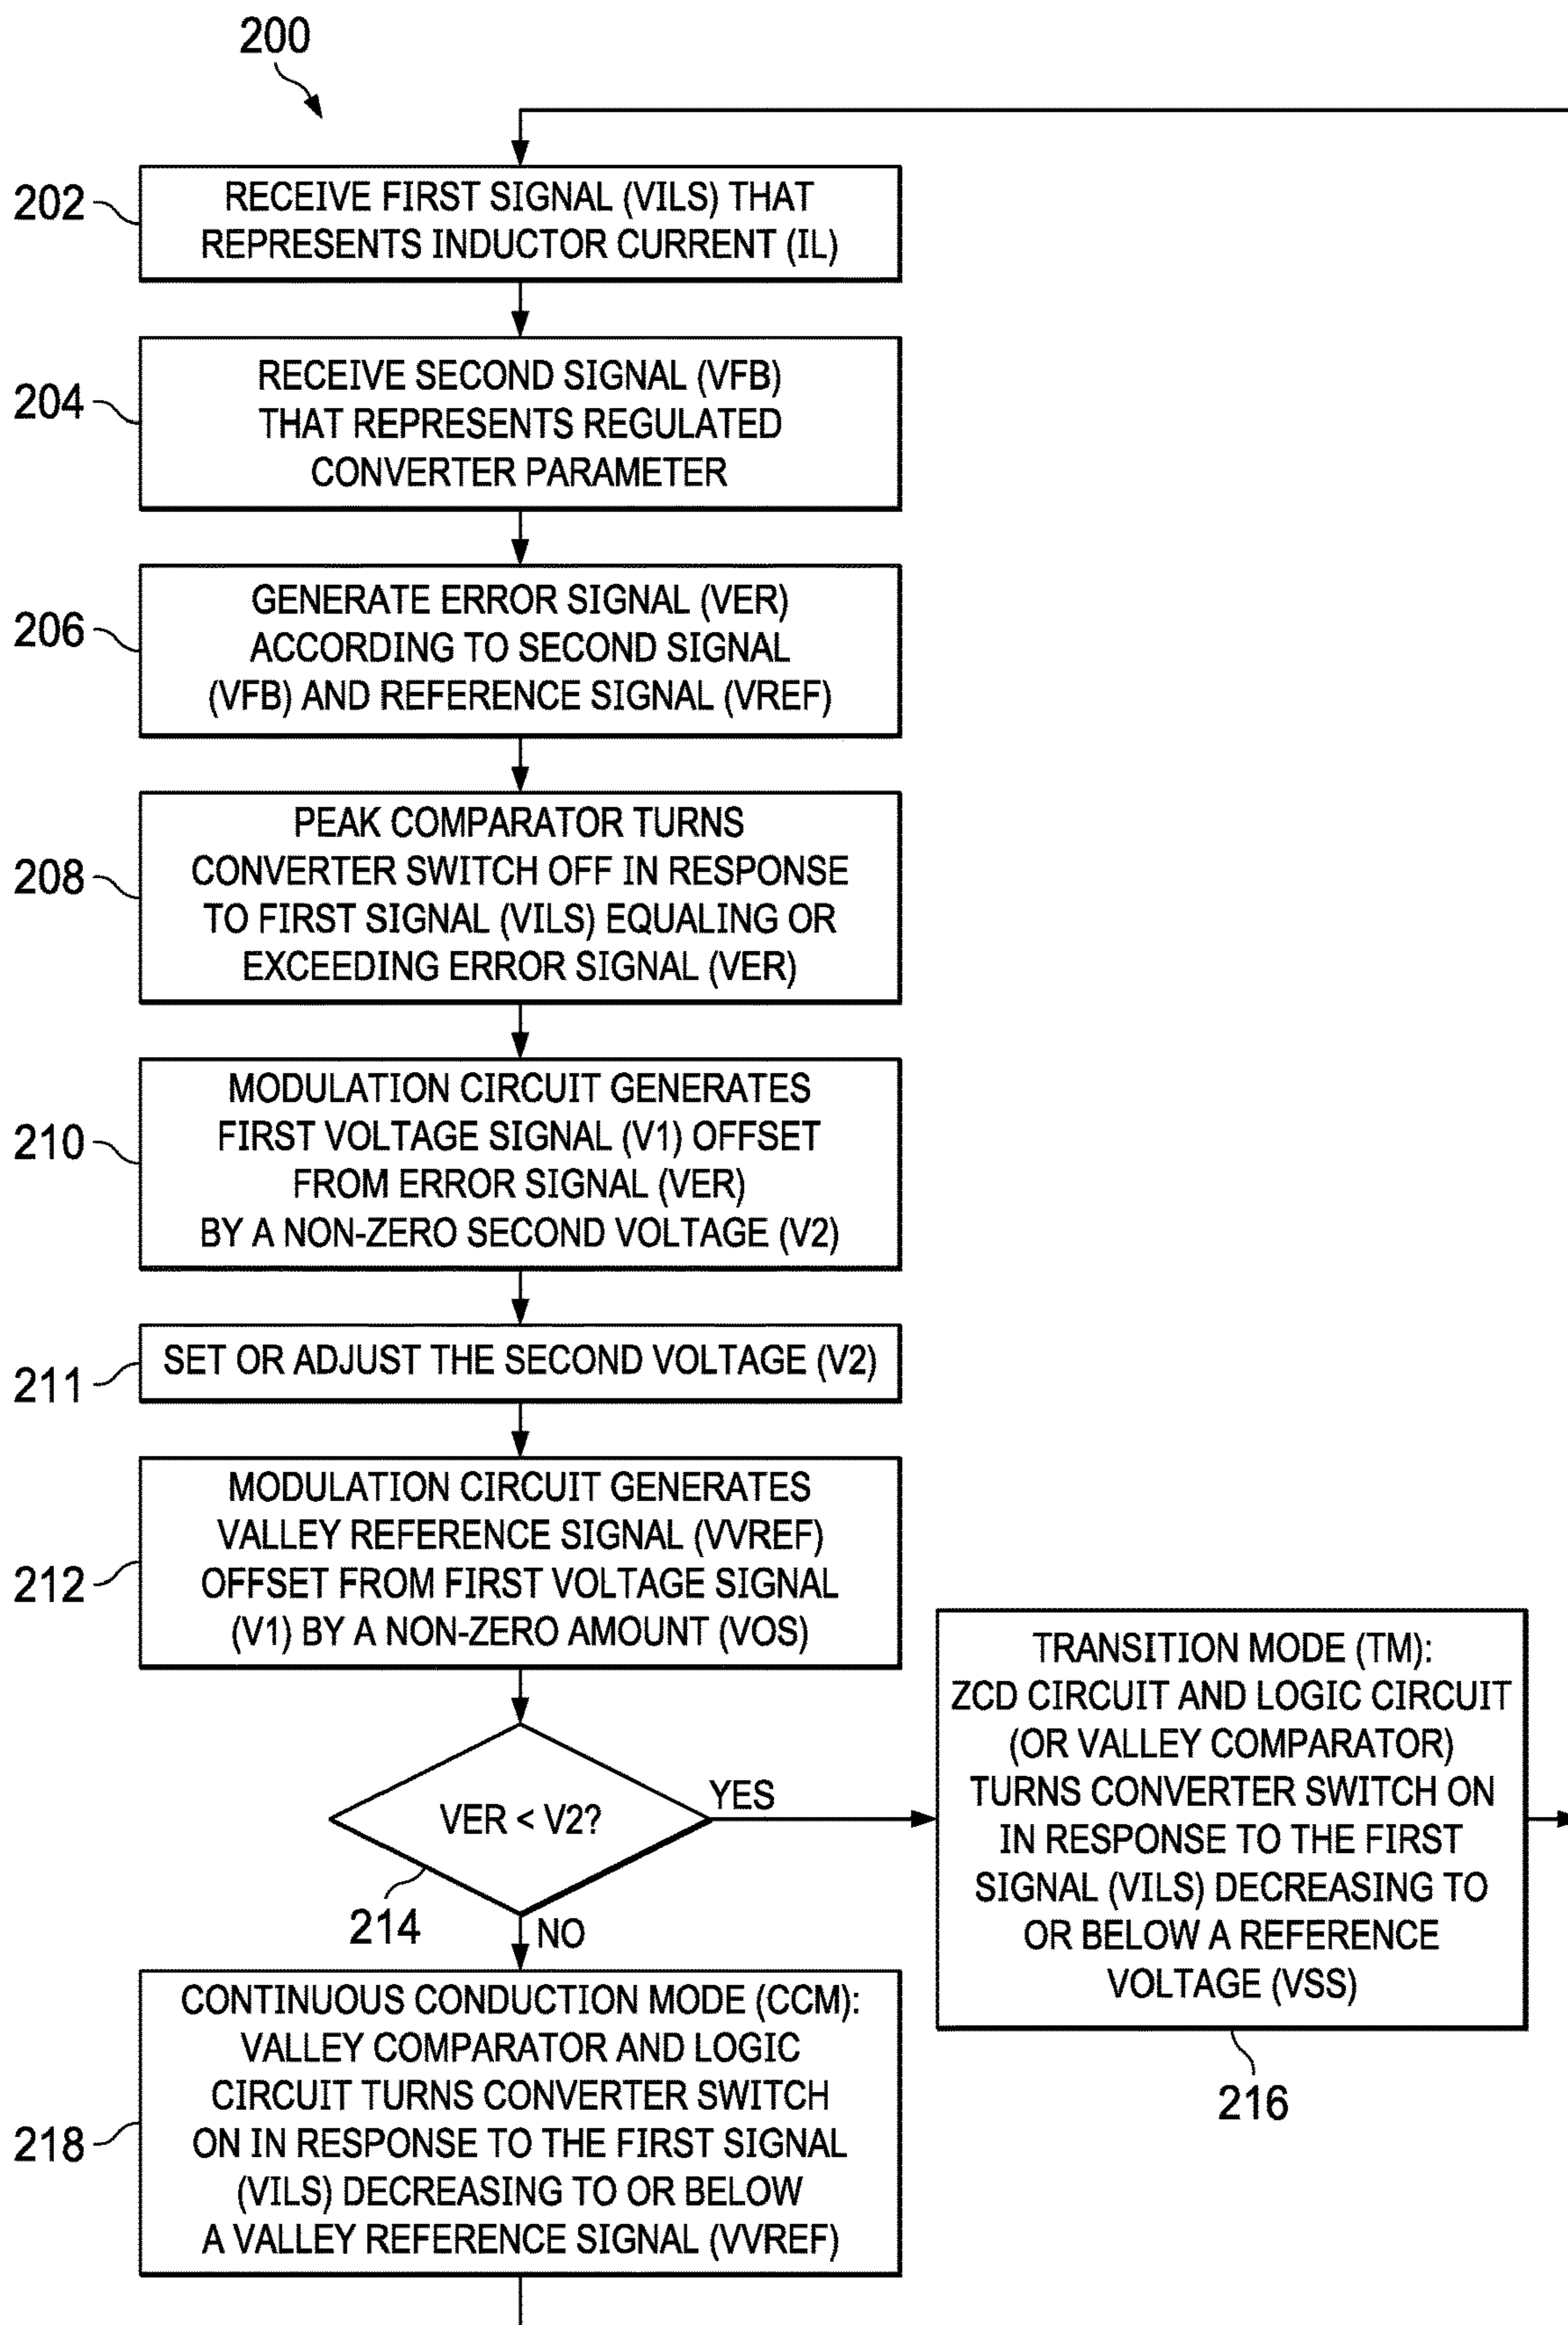 200
202
RECEIVE FIRST SIGNAL (VILS) THAT
REPRESENTS INDUCTOR CURRENT (IL)
204
RECEIVE SECOND SIGNAL (VFB)
THAT REPRESENTS REGULATED
CONVERTER PARAMETER
206
GENERATE ERROR SIGNAL (VER)
ACCORDING TO SECOND SIGNAL
(VFB) AND REFERENCE SIGNAL (VREF)
208
PEAK COMPARATOR TURNS
CONVERTER SWITCH OFF IN RESPONSE
TO FIRST SIGNAL (VILS) EQUALING OR
EXCEEDING ERROR SIGNAL (VER)
210
MODULATION CIRCUIT GENERATES
FIRST VOLTAGE SIGNAL (V1) OFFSET
FROM ERROR SIGNAL (VER)
BY A NON-ZERO SECOND VOLTAGE (V2)
211
SET OR ADJUST THE SECOND VOLTAGE (V2)
212
MODULATION CIRCUIT GENERATES
VALLEY REFERENCE SIGNAL (VVREF)
OFFSET FROM FIRST VOLTAGE SIGNAL
(V1) BY A NON-ZERO AMOUNT (VOS)
VER < V2?
YES
214
NO
TRANSITION MODE (TM):
ZCD CIRCUIT AND LOGIC CIRCUIT
(OR VALLEY COMPARATOR)
TURNS CONVERTER SWITCH ON
IN RESPONSE TO THE FIRST
SIGNAL (VILS) DECREASING TO
OR BELOW A REFERENCE
VOLTAGE (VSS)
216
218
CONTINUOUS CONDUCTION MODE (CCM):
VALLEY COMPARATOR AND LOGIC
CIRCUIT TURNS CONVERTER SWITCH
ON IN RESPONSE TO THE FIRST SIGNAL
(VILS) DECREASING TO OR BELOW
A VALLEY REFERENCE SIGNAL (VVREF)